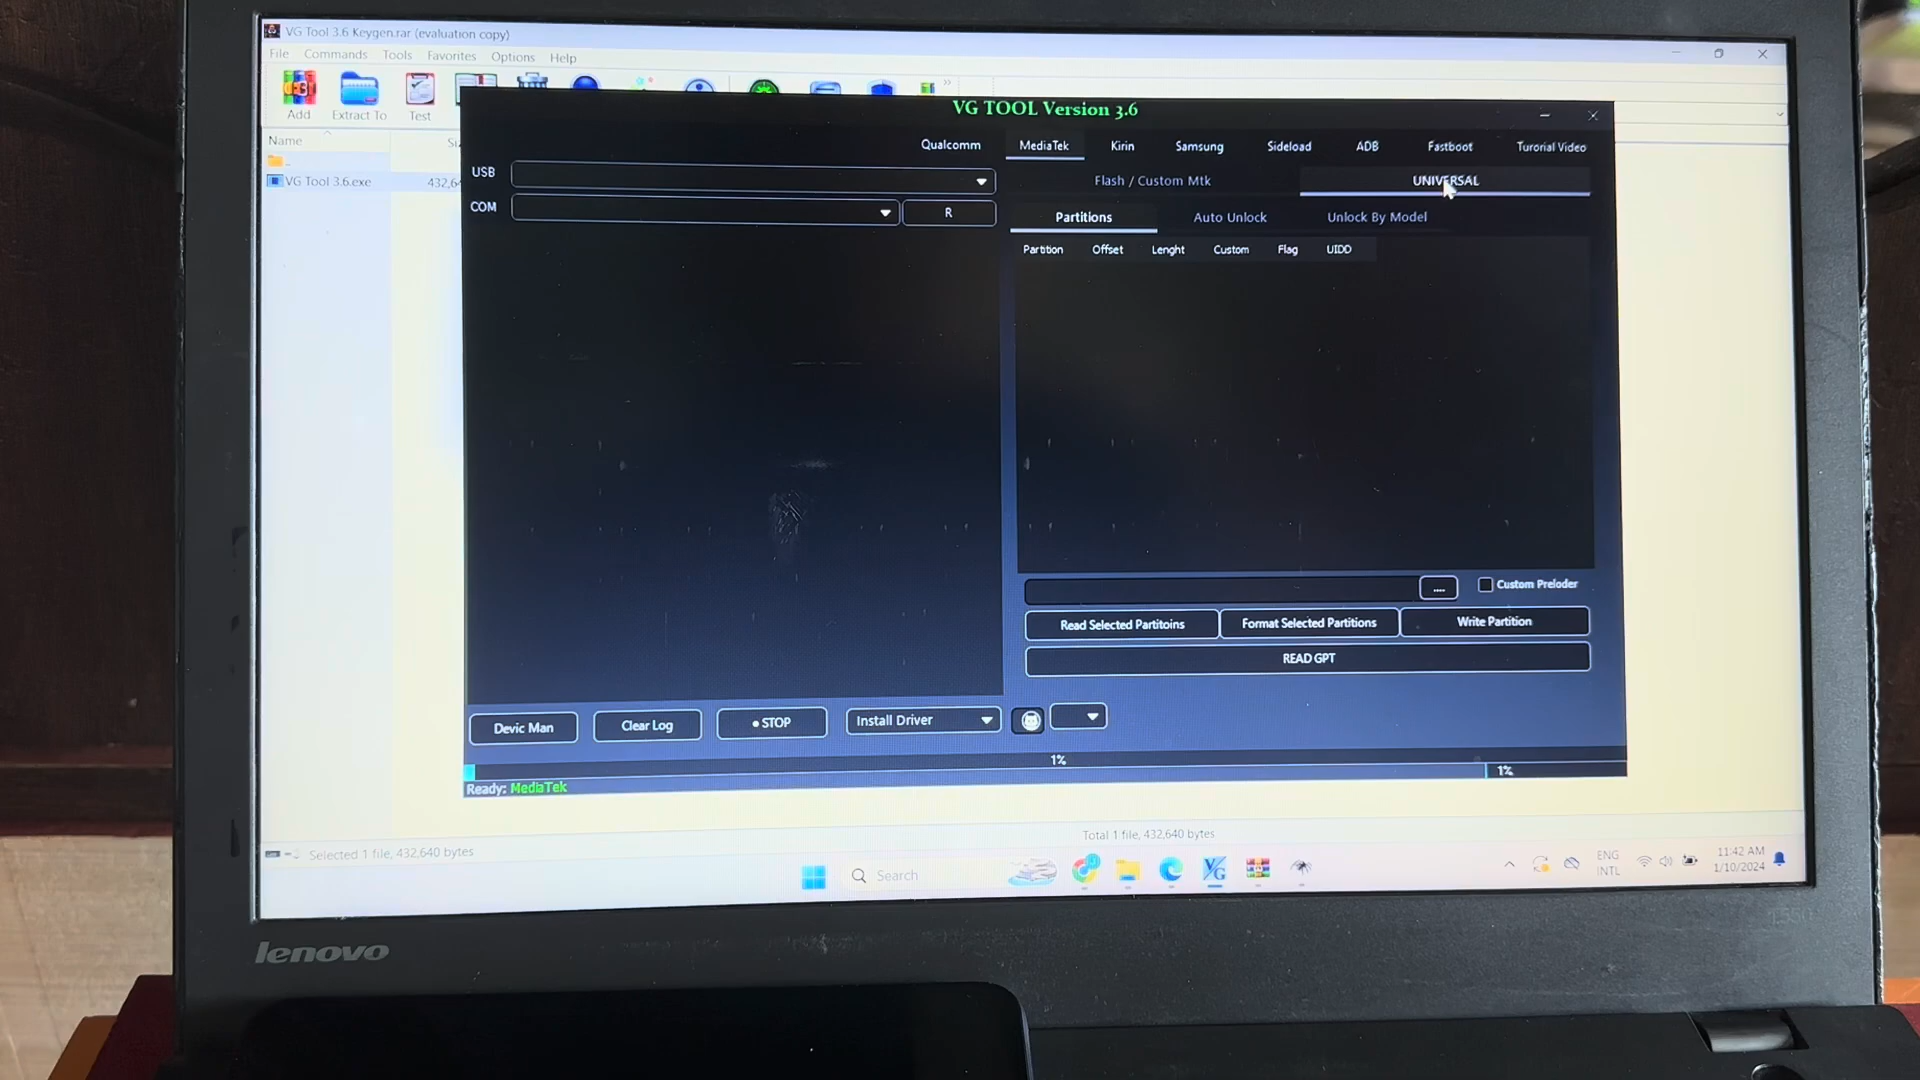 VG Tool 3.6 Keygen.rar (evaluation copy)
File Commands Tools Favorites Options Help
Add Extract To Test
Name
VG Tool 3.6.exe 432,64
VG TOOL Version 3.6
Qualcomm MediaTek Kirin Samsung Sideload ADB Fastboot Turorial Video
USB
Flash / Custom Mtk UNIVERSAL
COM
R
Partitions Auto Unlock Unlock By Model
Partition Offset Lenght Custom Flag UIDD
.... Custom Preloder
Read Selected Partitoins Format Selected Partitions Write Partition
READ GPT
Devic Man Clear Log STOP Install Driver
1%
1%
Ready: MediaTek
Total 1 file, 432,640 bytes
Selected 1 file, 432,640 bytes
Search
ENG
INTL
11:42 AM
1/10/2024
lenovo